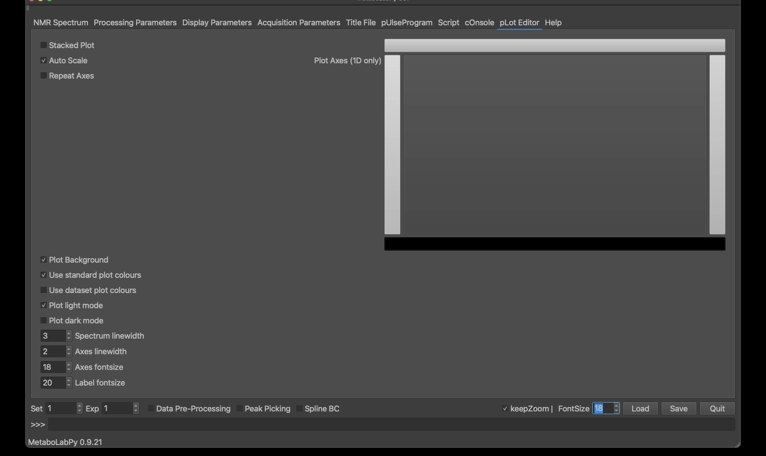 NMR Spectrum Processing Parameters Display Parameters Acquisition Parameters Title File pUlseProgram Script cOnsole pLot Editor Help
Stacked Plot
Auto Scale Plot Axes (1D only)
Repeat Axes
Plot Background
Use standard plot colours
Use dataset plot colours
Plot light mode
Plot dark mode
3 Spectrum linewidth
2 Axes linewidth
18 Axes fontsize
20 Label fontsize
Set 1 Exp 1 Data Pre-Processing Peak Picking Spline BC keepZoom | FontSize 18 Load Save Quit
>>>
MetaboLabPy 0.9.21